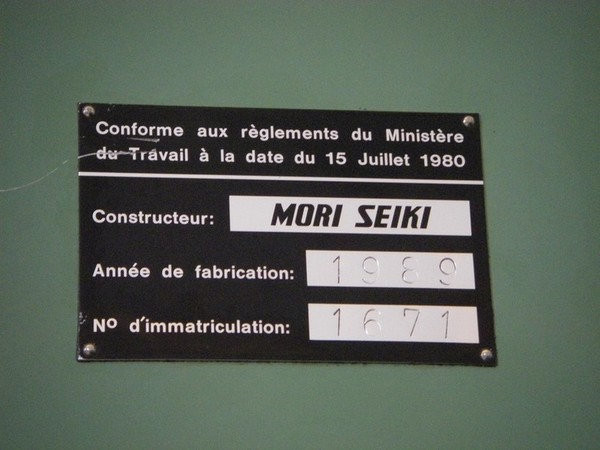 Conforme aux règlements du Ministère
du Travail à la date du 15 Juillet 1980
Constructeur: MORI SEIKI
Année de fabrication: 1989
Nº d'immatriculation: 1671